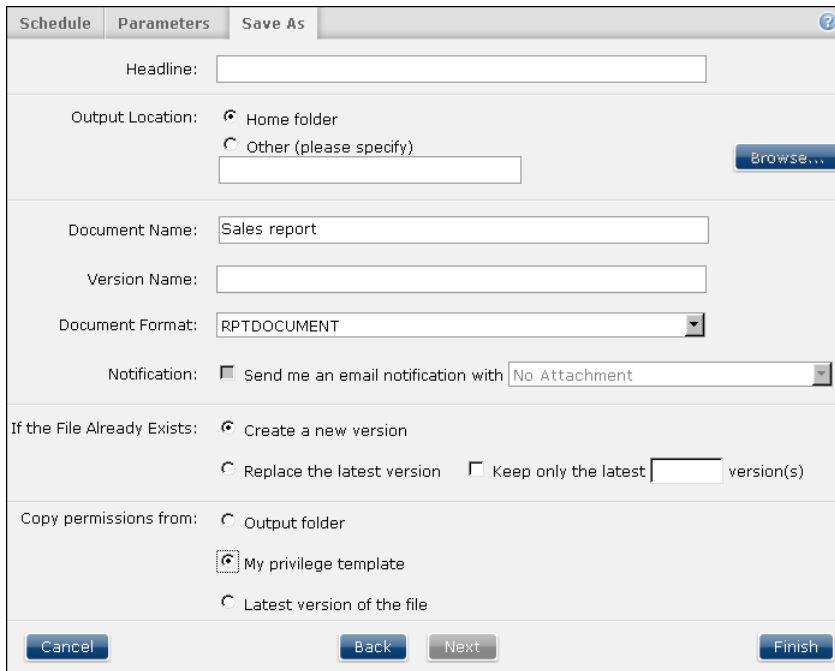 Schedule Parameters Save As ?
Headline:
Output Location: Home folder
Other (please specify)
Browse...
Document Name: Sales report
Version Name:
Document Format: RPTDOCUMENT
Notification: Send me an email notification with No Attachment
If the File Already Exists: Create a new version
Replace the latest version Keep only the latest version(s)
Copy permissions from: Output folder
My privilege template
Latest version of the file
Cancel Back Next Finish